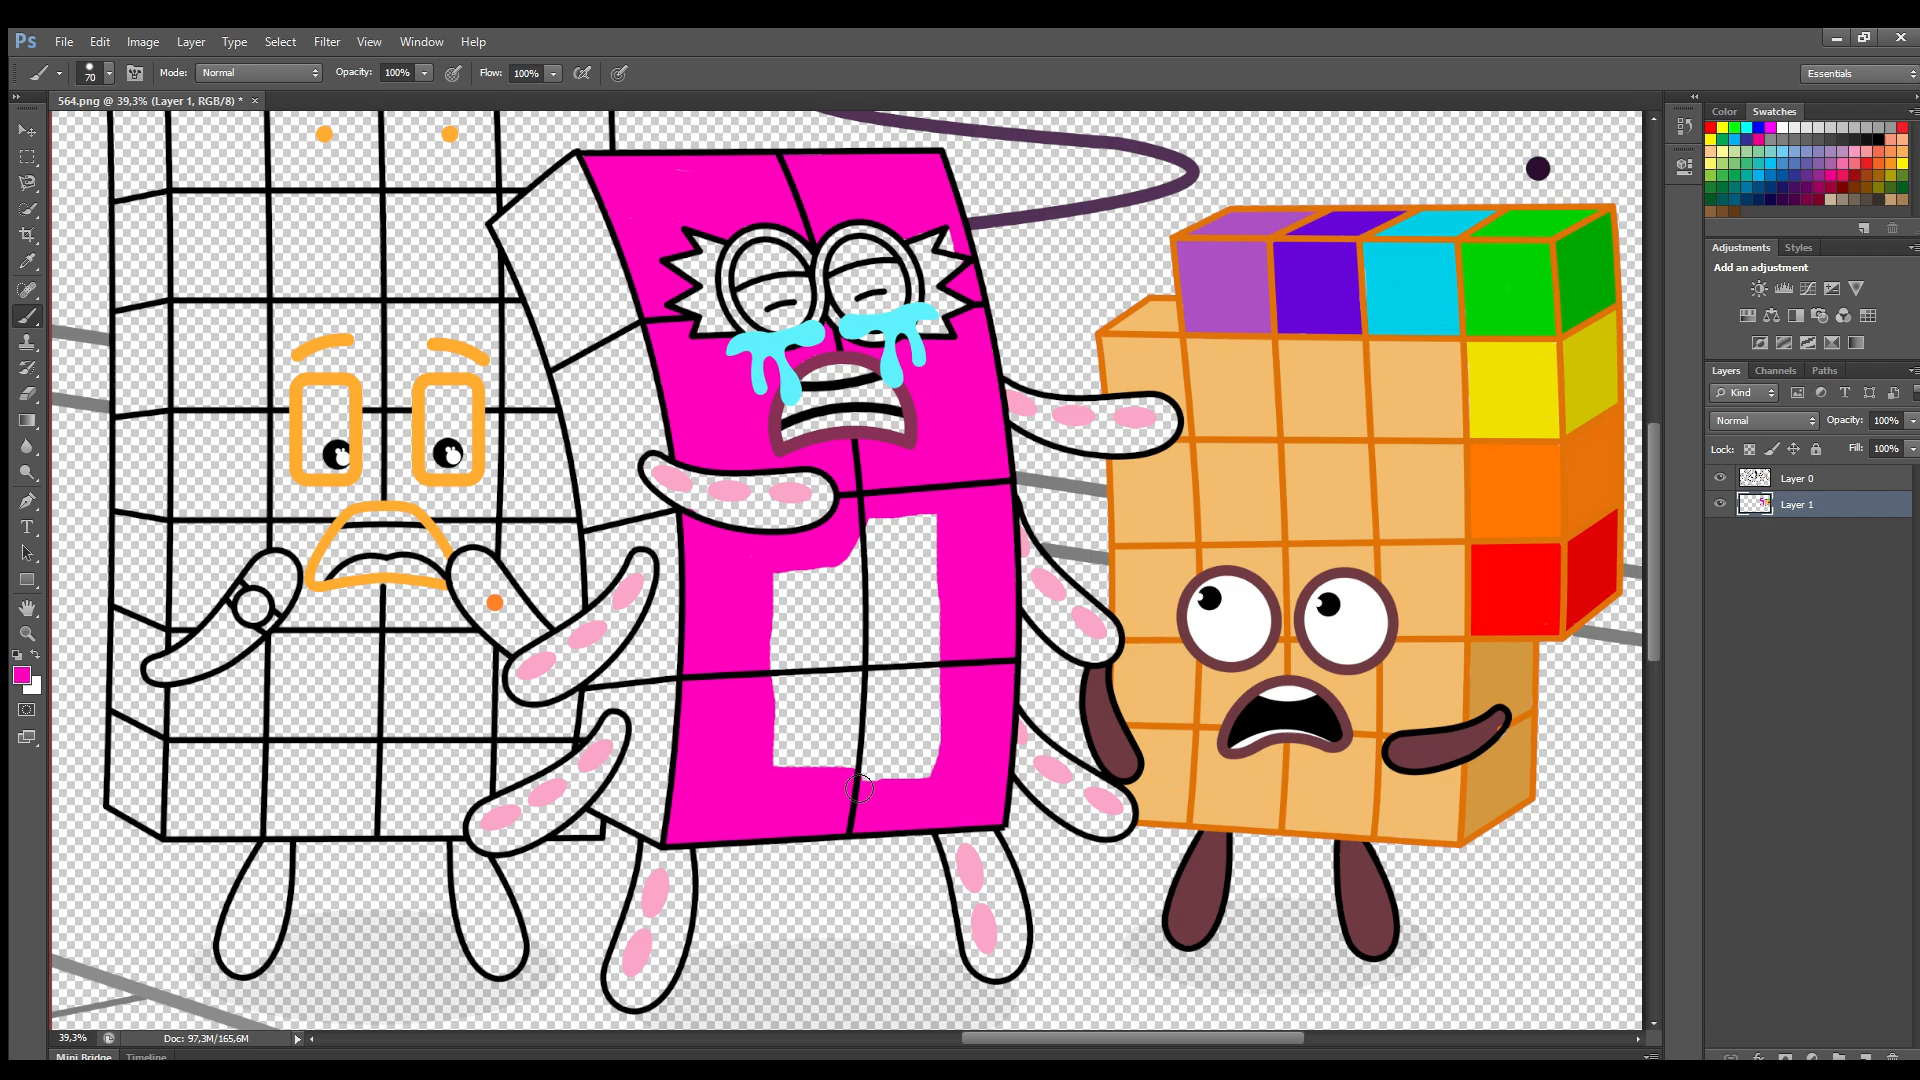 Ps File Edit Image Layer Type Select Filter View Window Help
70 Mode: Normal Opacity: 100% Flow: 100% Essentials
564.png @ 39,3% (Layer 1, RGB/8) * ×
Color Swatches
Adjustments Styles
Add an adjustment
Layers Channels Paths
Kind
Normal Opacity: 100%
Lock: Fill: 100%
Layer 0
Layer 1
T
39,3% Doc: 97,3M/165,6M
Mini Bridge Timeline